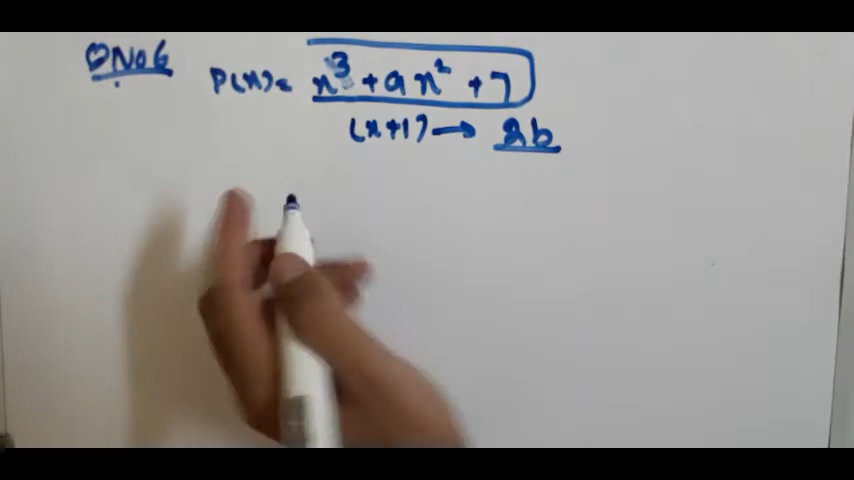 QNo6 P(x)= x³ + ax² + 7
(x+1) → 2b